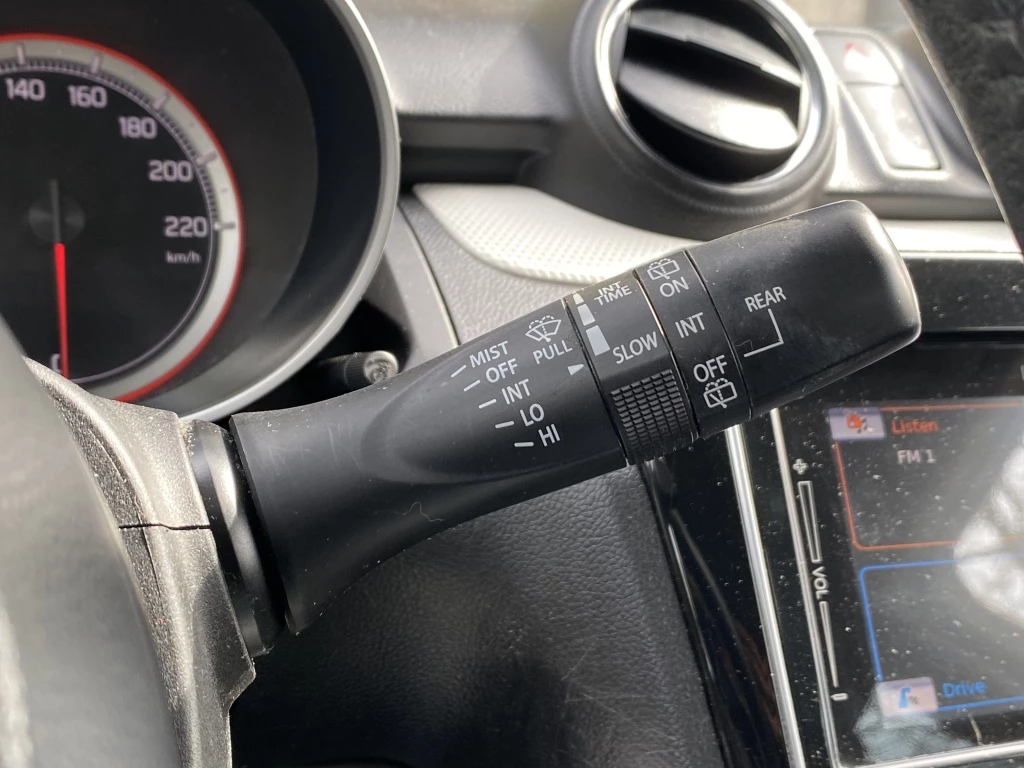 140
160
180
200
220
km/h
MIST
OFF
INT
LO
HI
PULL
INT
TIME
SLOW
ON
INT
OFF
REAR
Listen
FM 1
+
VOL
Drive